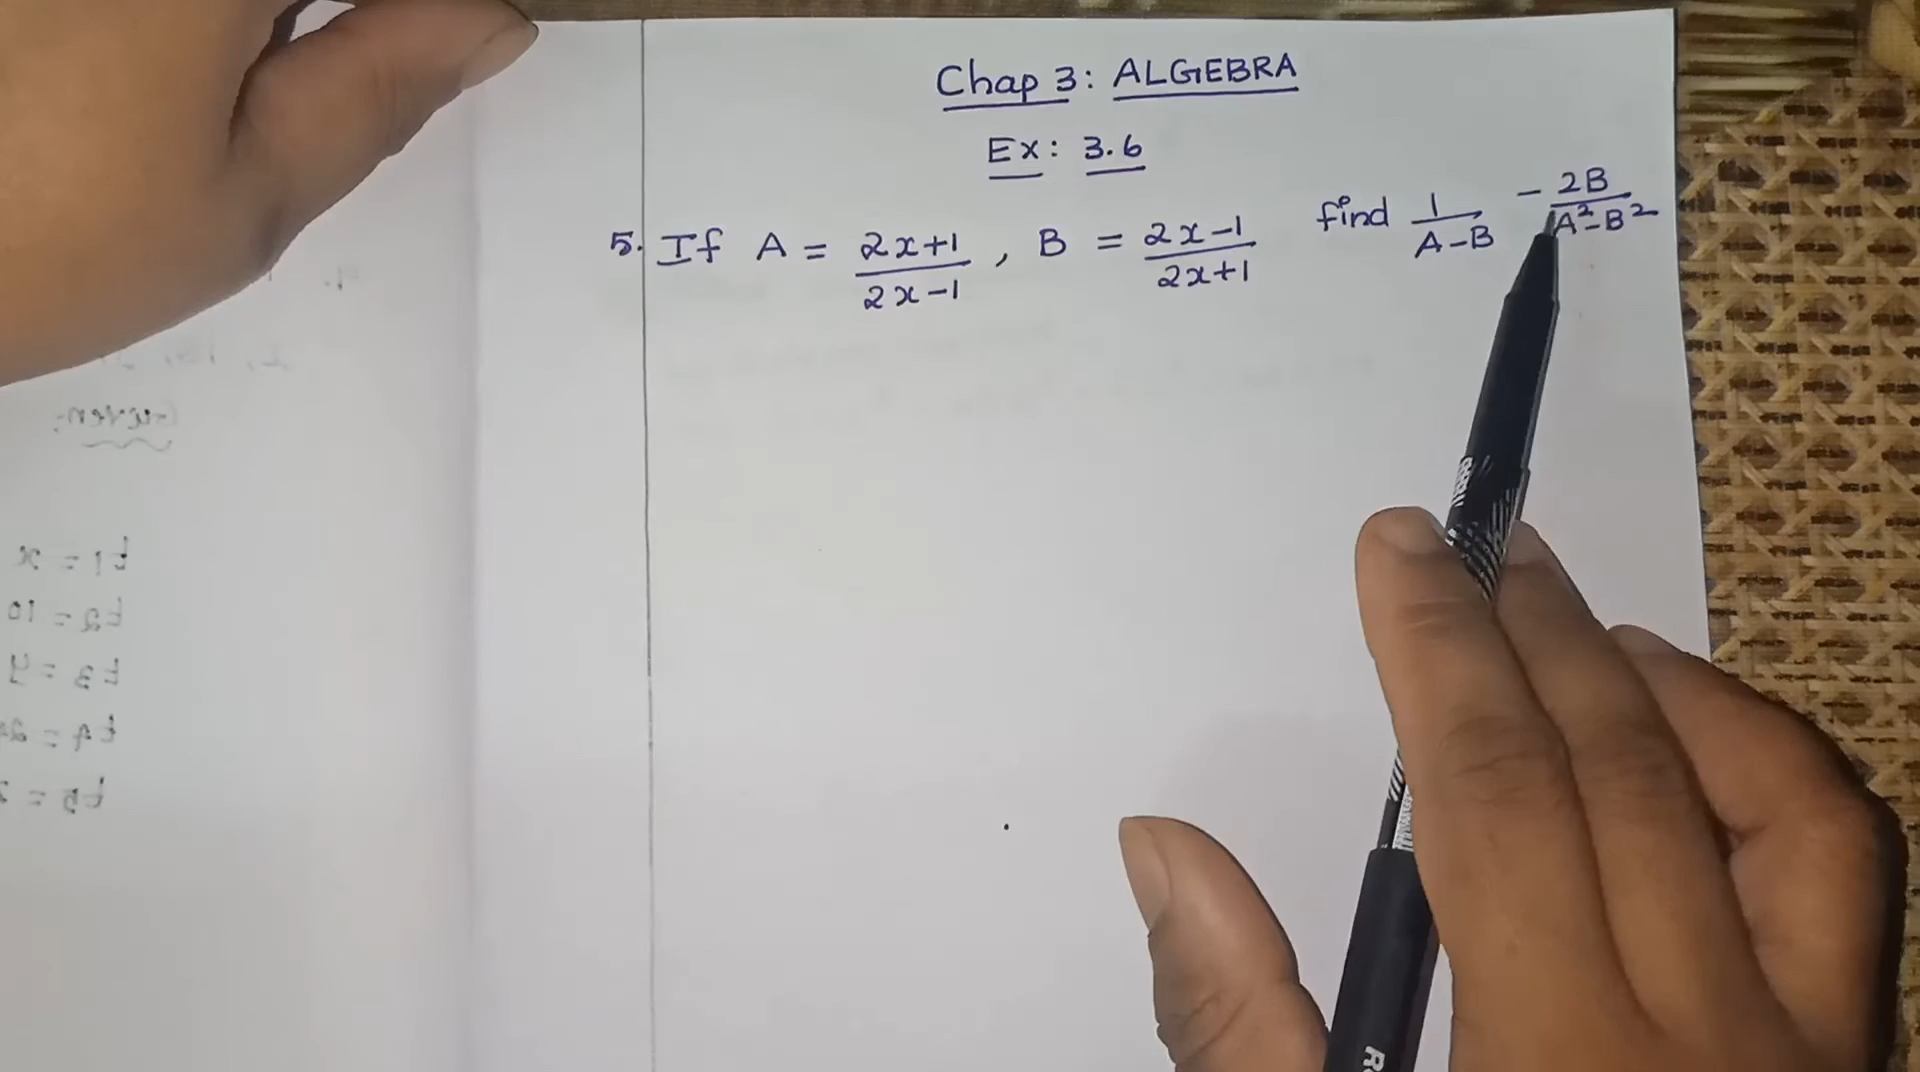 Chap 3: ALGEBRA
Ex: 3.6
5. If A = (2x+1)/(2x-1), B = (2x-1)/(2x+1) find 1/(A-B) - 2B/(A²-B²)